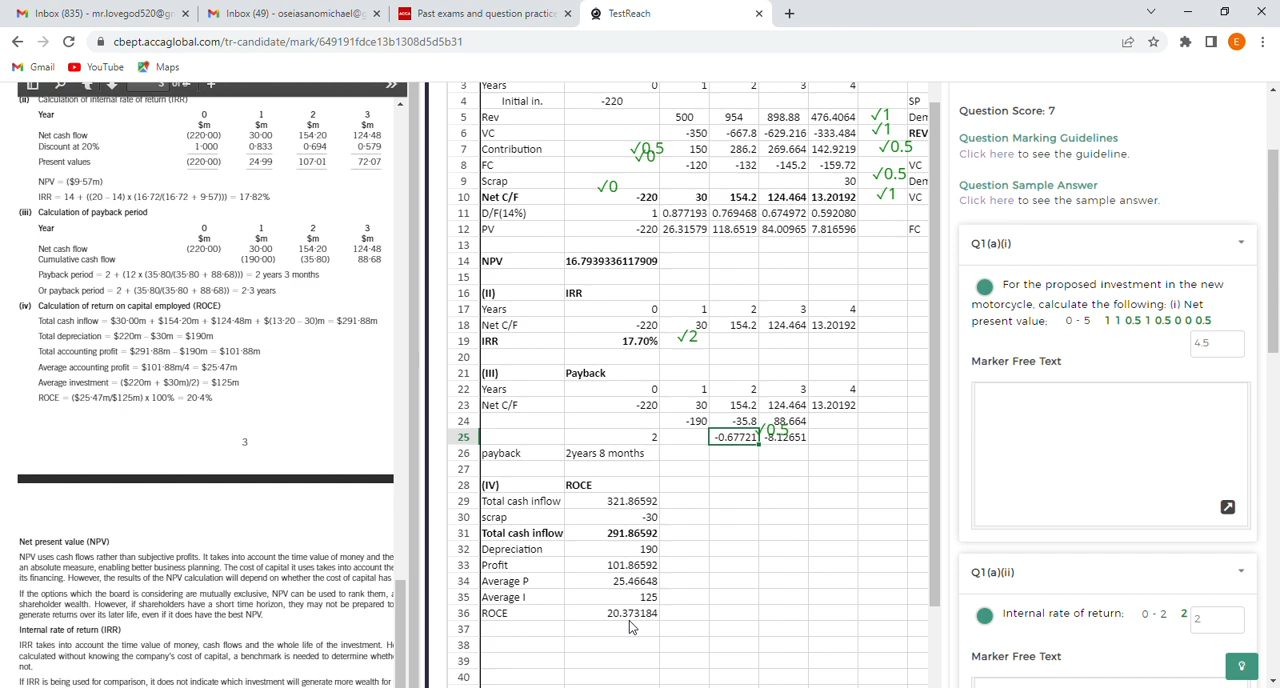 Inbox (835) - mr.lovegod520@g
Inbox (49) - oseiasanomichael@g
Past exams and question practice
TestReach
cbept.accaglobal.com/tr-candidate/mark/649191fdce13b1308d5d5b31
E
Gmail YouTube Maps
(ii) Calculation of internal rate of return (IRR)
Year 0 1 2 3
$m $m $m $m
Net cash flow (220·00) 30·00 154·20 124·48
Discount at 20% 1·000 0·833 0·694 0·579
Present values (220·00) 24·99 107·01 72·07
NPV = ($9·57m)
IRR = 14 + ((20 – 14) x (16·72/(16·72 + 9·57))) = 17·82%
(iii) Calculation of payback period
Year 0 1 2 3
$m $m $m $m
Net cash flow (220·00) 30·00 154·20 124·48
Cumulative cash flow (190·00) (35·80) 88·68
Payback period = 2 + (12 x (35·80/(35·80 + 88·68))) = 2 years 3 months
Or payback period = 2 + (35·80/(35·80 + 88·68)) = 2·3 years
(iv) Calculation of return on capital employed (ROCE)
Total cash inflow = $30·00m + $154·20m + $124·48m + $(13·20 – 30)m = $291·88m
Total depreciation = $220m – $30m = $190m
Total accounting profit = $291·88m – $190m = $101·88m
Average accounting profit = $101·88m/4 = $25·47m
Average investment = ($220m + $30m)/2) = $125m
ROCE = ($25·47m/$125m) x 100% = 20·4%
3
Net present value (NPV)
NPV uses cash flows rather than subjective profits. It takes into account the time value of money and the
an absolute measure, enabling better business planning. The cost of capital it uses takes into account the
its financing. However, the results of the NPV calculation will depend on whether the cost of capital has
If the options which the board is considering are mutually exclusive, NPV can be used to rank them,
shareholder wealth. However, if shareholders have a short time horizon, they may not be prepared to
generate returns over its later life, even if it does have the best NPV.
Internal rate of return (IRR)
IRR takes into account the time value of money, cash flows and the whole life of the investment. H
calculated without knowing the company's cost of capital, a benchmark is needed to determine wheth
not.
If IRR is being used for comparison, it does not indicate which investment will generate more wealth for
3 Years 0 1 2 3 4
4 Initial in. -220 SP
5 Rev 500 954 898.88 476.4064 √1 Dem
6 VC -350 -667.8 -629.216 -333.484 √1 REV
7 Contribution √0.5 √0 150 286.2 269.664 142.9219 √0.5
8 FC -120 -132 -145.2 -159.72 VC
9 Scrap √0 30 √0.5 Dem
10 Net C/F -220 30 154.2 124.464 13.20192 √1 VC
11 D/F(14%) 1 0.877193 0.769468 0.674972 0.592080
12 PV -220 26.31579 118.6519 84.00965 7.816596 FC
13
14 NPV 16.7939336117909
15
16 (II) IRR
17 Years 0 1 2 3 4
18 Net C/F -220 30 154.2 124.464 13.20192
19 IRR 17.70% √2
20
21 (III) Payback
22 Years 0 1 2 3 4
23 Net C/F -220 30 154.2 124.464 13.20192
24 -190 -35.8 88.664
25 2 -0.67721 √0.5 -8.12651
26 payback 2years 8 months
27
28 (IV) ROCE
29 Total cash inflow 321.86592
30 scrap -30
31 Total cash inflow 291.86592
32 Depreciation 190
33 Profit 101.86592
34 Average P 25.46648
35 Average I 125
36 ROCE 20.373184
37
38
39
40
Question Score: 7
Question Marking Guidelines
Click here to see the guideline.
Question Sample Answer
Click here to see the sample answer.
Q1(a)(i)
For the proposed investment in the new
motorcycle, calculate the following: (i) Net
present value; 0 - 5 1 1 0.5 1 0.5 0 0 0.5
4.5
Marker Free Text
Q1(a)(ii)
Internal rate of return; 0 - 2 2 2
Marker Free Text